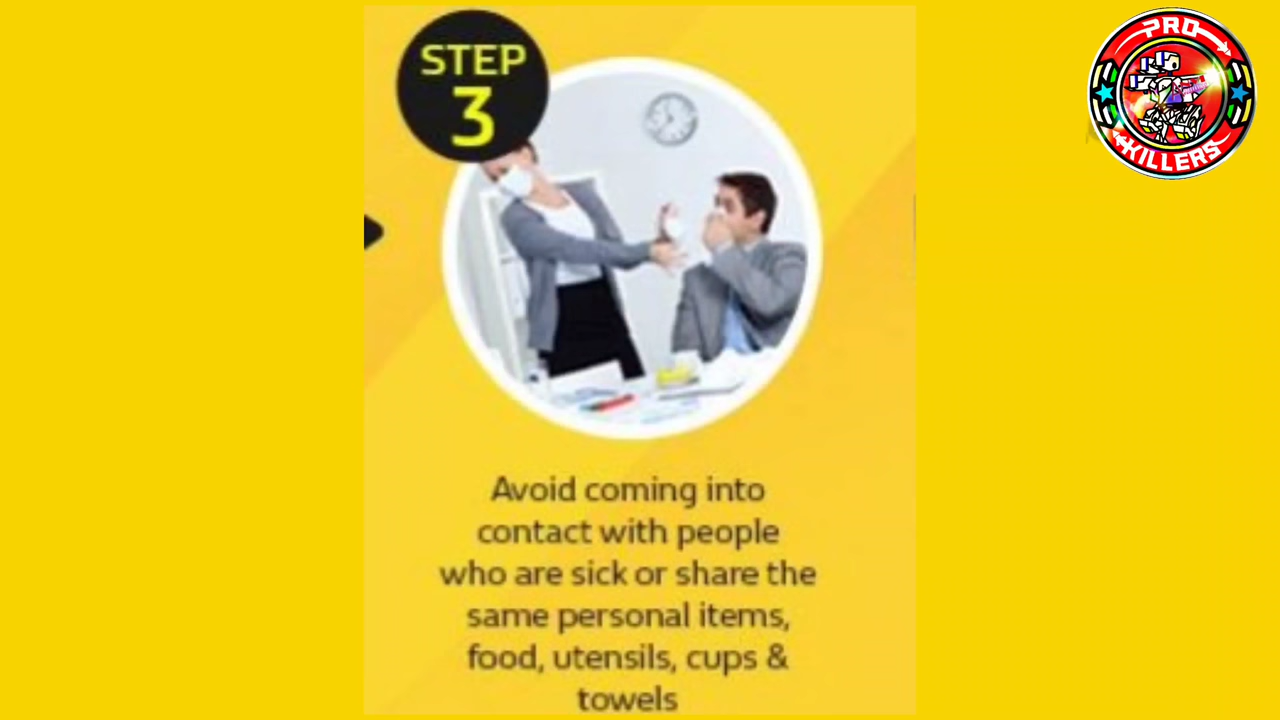 PRO
KILLERS
STEP
3
Avoid coming into
contact with people
who are sick or share the
same personal items,
food, utensils, cups &
towels